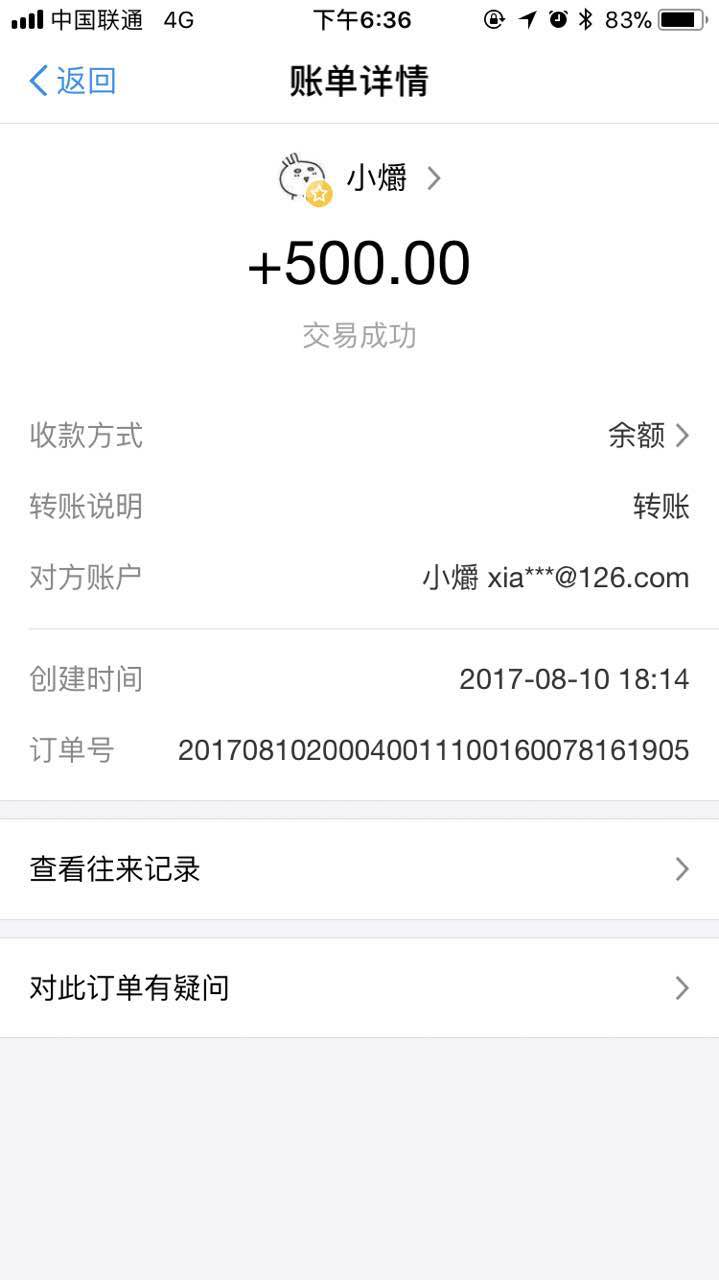 中国联通 4G 下午6:36 83%
返回 账单详情
小爝
+500.00
交易成功
收款方式 余额
转账说明 转账
对方账户 小爝 xia***@126.com
创建时间 2017-08-10 18:14
订单号 20170810200040011100160078161905
查看往来记录
对此订单有疑问